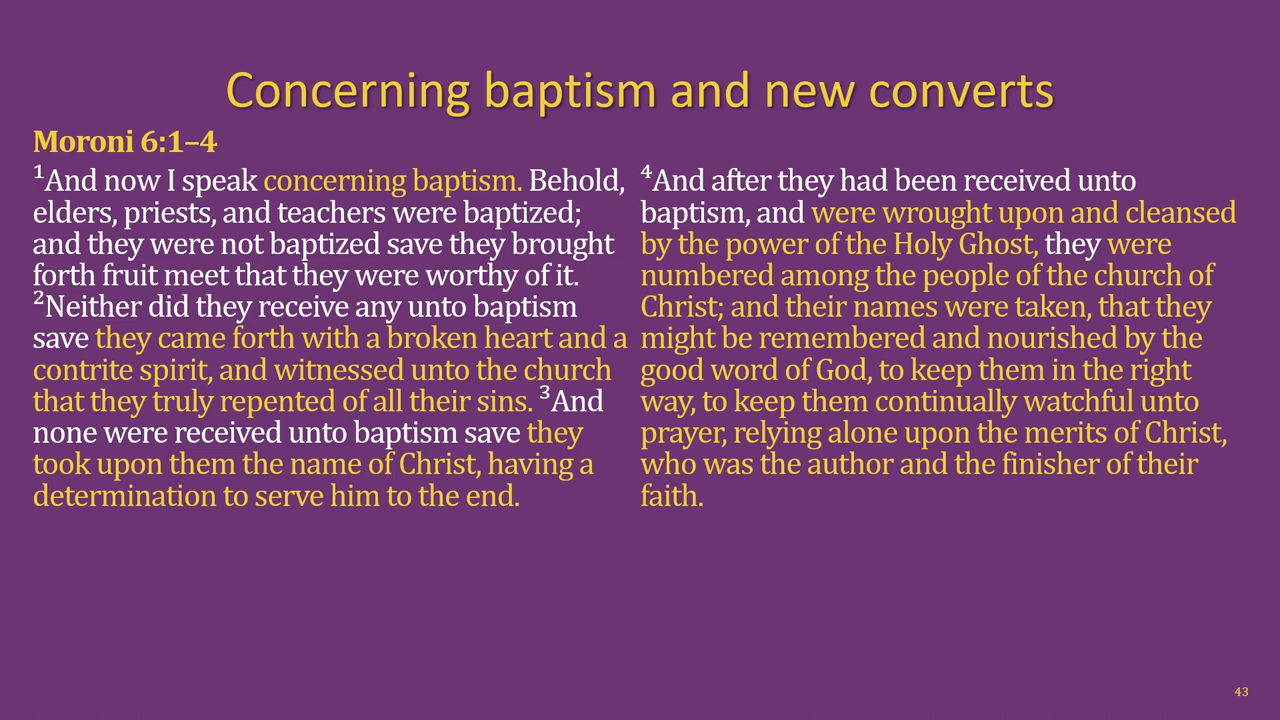 Concerning baptism and new converts
Moroni 6:1–4
¹And now I speak concerning baptism. Behold,
elders, priests, and teachers were baptized;
and they were not baptized save they brought
forth fruit meet that they were worthy of it.
²Neither did they receive any unto baptism
save they came forth with a broken heart and a
contrite spirit, and witnessed unto the church
that they truly repented of all their sins. ³And
none were received unto baptism save they
took upon them the name of Christ, having a
determination to serve him to the end.
⁴And after they had been received unto
baptism, and were wrought upon and cleansed
by the power of the Holy Ghost, they were
numbered among the people of the church of
Christ; and their names were taken, that they
might be remembered and nourished by the
good word of God, to keep them in the right
way, to keep them continually watchful unto
prayer, relying alone upon the merits of Christ,
who was the author and the finisher of their
faith.
43